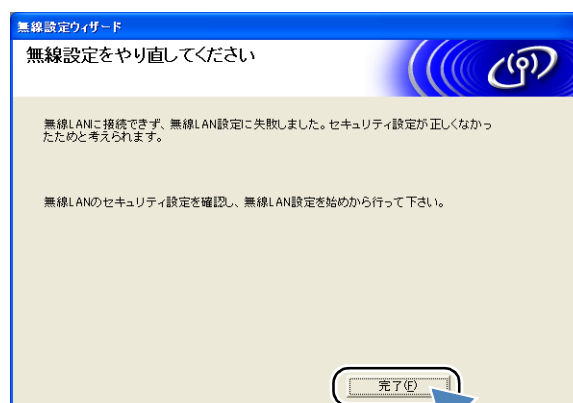 無線設定ウィザード
無線設定をやり直してください
無線LANに接続できず、無線LAN設定に失敗しました。セキュリティ設定が正しくなかっ
たためと考えられます。
無線LANのセキュリティ設定を確認し、無線LAN設定を始めから行って下さい。
完了(F)